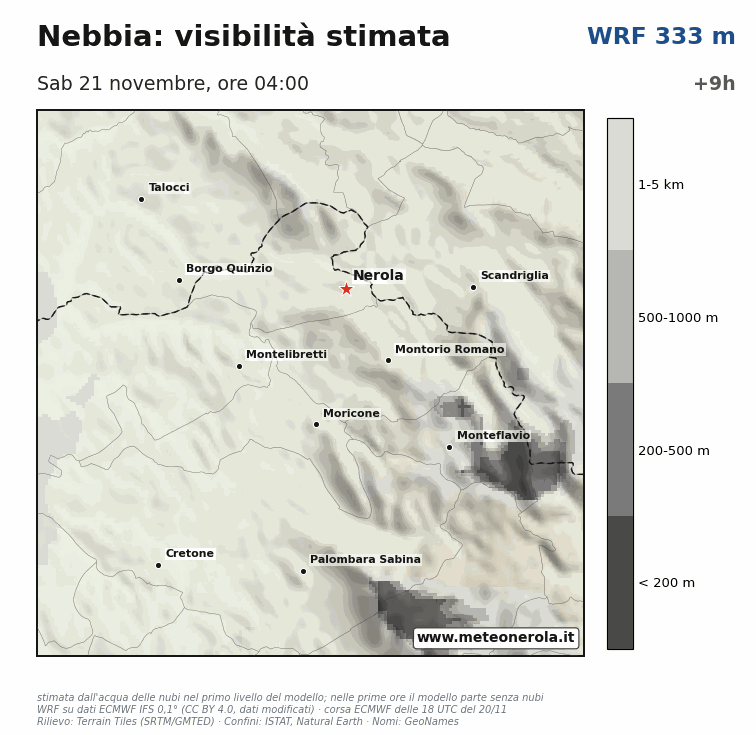 Nebbia: visibilità stimata
WRF 333 m
Sab 21 novembre, ore 04:00
+9h
Talocci
Borgo Quinzio
Nerola
Scandriglia
Montelibretti
Montorio Romano
Moricone
Monteflavio
Cretone
Palombara Sabina
www.meteonerola.it
1-5 km
500-1000 m
200-500 m
< 200 m
stimata dall'acqua delle nubi nel primo livello del modello; nelle prime ore il modello parte senza nubi
WRF su dati ECMWF IFS 0,1° (CC BY 4.0, dati modificati) · corsa ECMWF delle 18 UTC del 20/11
Rilievo: Terrain Tiles (SRTM/GMTED) · Confini: ISTAT, Natural Earth · Nomi: GeoNames